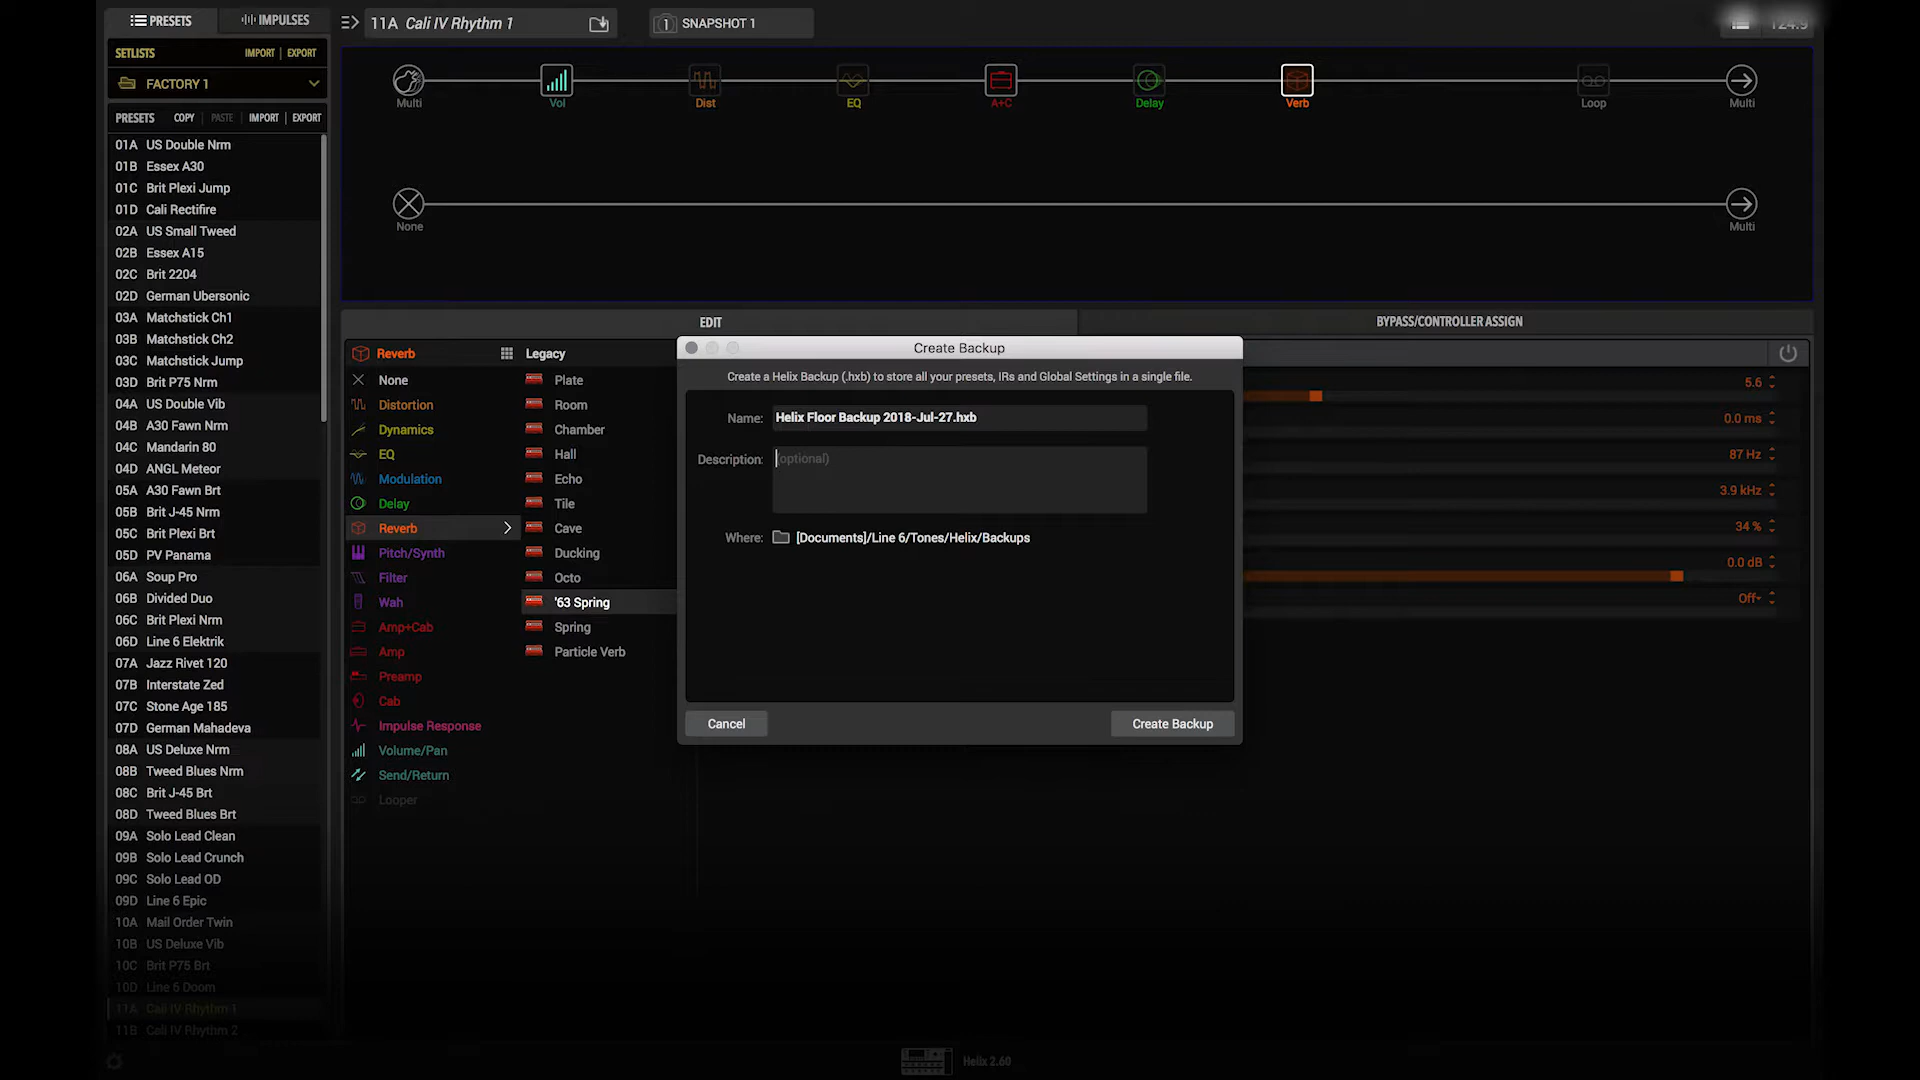 PRESETS
IMPULSES
11A Cali IV Rhythm 1
1 SNAPSHOT 1
SETLISTS IMPORT | EXPORT
FACTORY 1
PRESETS COPY | PASTE | IMPORT | EXPORT
01A US Double Nrm
01B Essex A30
01C Brit Plexi Jump
01D Cali Rectifire
02A US Small Tweed
02B Essex A15
02C Brit 2204
02D German Ubersonic
03A Matchstick Ch1
03B Matchstick Ch2
03C Matchstick Jump
03D Brit P75 Nrm
04A US Double Vib
04B A30 Fawn Nrm
04C Mandarin 80
04D ANGL Meteor
05A A30 Fawn Brt
05B Brit J-45 Nrm
05C Brit Plexi Brt
05D PV Panama
06A Soup Pro
06B Divided Duo
06C Brit Plexi Nrm
06D Line 6 Elektrik
07A Jazz Rivet 120
07B Interstate Zed
07C Stone Age 185
07D German Mahadeva
08A US Deluxe Nrm
08B Tweed Blues Nrm
08C Brit J-45 Brt
08D Tweed Blues Brt
09A Solo Lead Clean
09B Solo Lead Crunch
09C Solo Lead OD
09D Line 6 Epic
10A Mail Order Twin
10B US Deluxe Vib
10C Brit P75 Brt
10D Line 6 Doom
11A Cali IV Rhythm 1
11B Cali IV Rhythm 2
Multi
Vol
Dist
EQ
A+C
Delay
Verb
Loop
Multi
None
Multi
EDIT
BYPASS/CONTROLLER ASSIGN
Reverb
None
Distortion
Dynamics
EQ
Modulation
Delay
Reverb
Pitch/Synth
Filter
Wah
Amp+Cab
Amp
Preamp
Cab
Impulse Response
Volume/Pan
Send/Return
Looper
Legacy
Plate
Room
Chamber
Hall
Echo
Tile
Cave
Ducking
Octo
'63 Spring
Spring
Particle Verb
Create Backup
Create a Helix Backup (.hxb) to store all your presets, IRs and Global Settings in a single file.
Name: Helix Floor Backup 2018-Jul-27.hxb
Description: (optional)
Where: [Documents]/Line 6/Tones/Helix/Backups
Cancel
Create Backup
5.6
0.0 ms
87 Hz
3.9 kHz
34 %
0.0 dB
Off
Helix 2.60